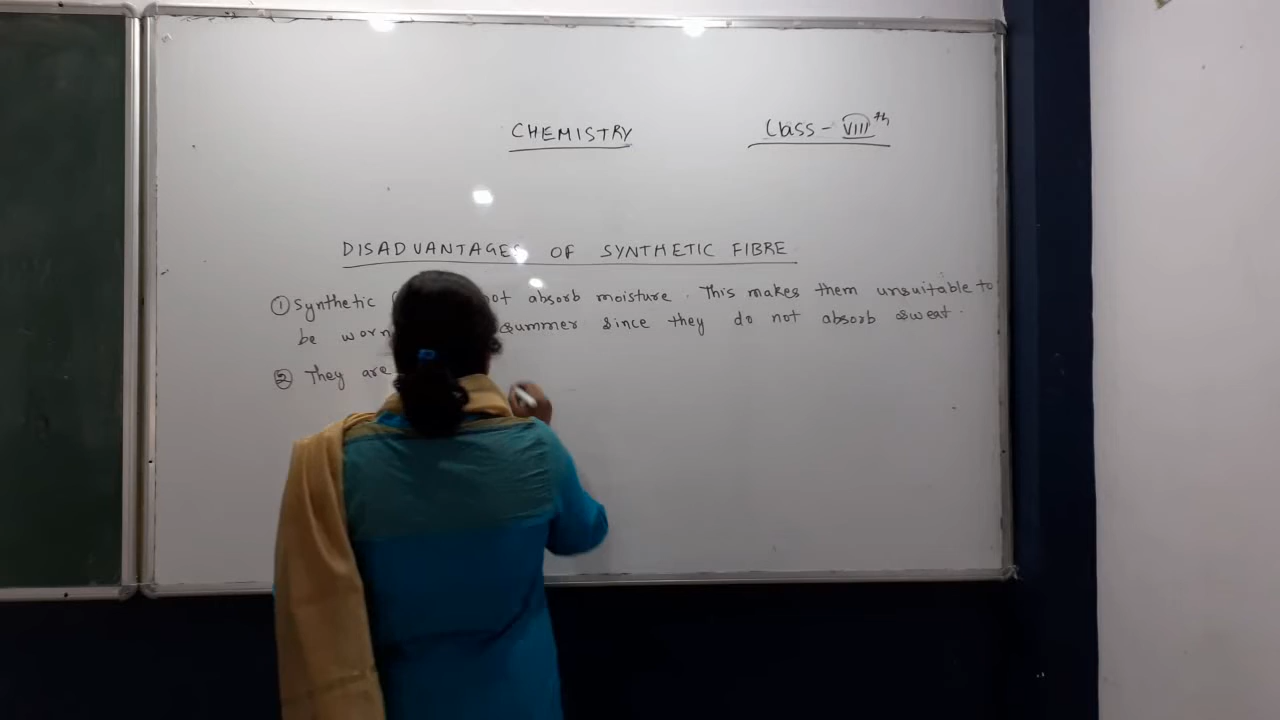 CHEMISTRY Class - VIII th
DISADVANTAGES OF SYNTHETIC FIBRE
① Synthetic absorb moisture. This makes them unsuitable to
be worn summer since they do not absorb sweat.
② They are